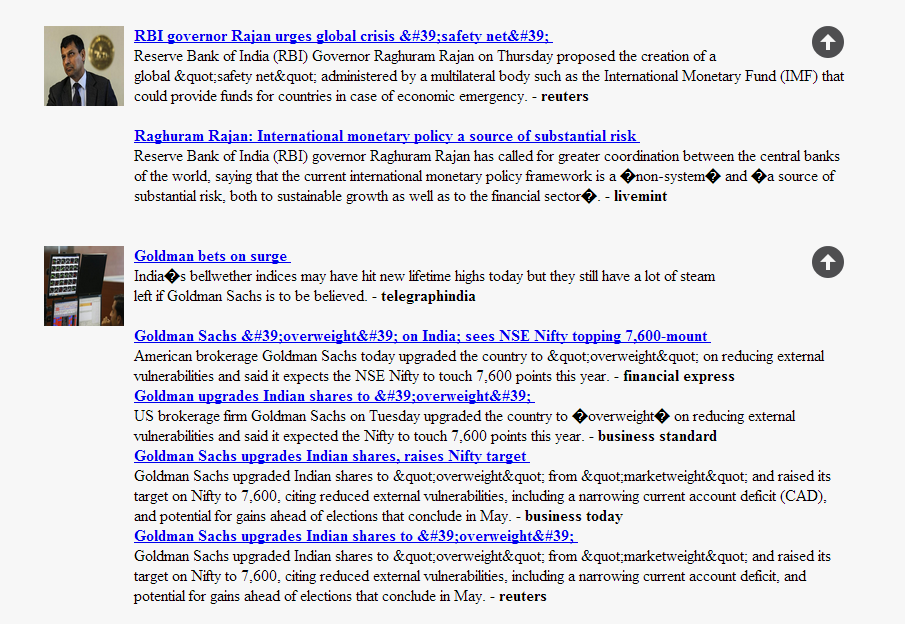 RBI governor Rajan urges global crisis &#39;safety net&#39;
Reserve Bank of India (RBI) Governor Raghuram Rajan on Thursday proposed the creation of a
global &quot;safety net&quot; administered by a multilateral body such as the International Monetary Fund (IMF) that
could provide funds for countries in case of economic emergency. - reuters
Raghuram Rajan: International monetary policy a source of substantial risk
Reserve Bank of India (RBI) governor Raghuram Rajan has called for greater coordination between the central banks
of the world, saying that the current international monetary policy framework is a �non-system� and �a source of
substantial risk, both to sustainable growth as well as to the financial sector�. - livemint
Goldman bets on surge
India�s bellwether indices may have hit new lifetime highs today but they still have a lot of steam
left if Goldman Sachs is to be believed. - telegraphindia
Goldman Sachs &#39;overweight&#39; on India; sees NSE Nifty topping 7,600-mount
American brokerage Goldman Sachs today upgraded the country to &quot;overweight&quot; on reducing external
vulnerabilities and said it expects the NSE Nifty to touch 7,600 points this year. - financial express
Goldman upgrades Indian shares to &#39;overweight&#39;
US brokerage firm Goldman Sachs on Tuesday upgraded the country to �overweight� on reducing external
vulnerabilities and said it expected the Nifty to touch 7,600 points this year. - business standard
Goldman Sachs upgrades Indian shares, raises Nifty target
Goldman Sachs upgraded Indian shares to &quot;overweight&quot; from &quot;marketweight&quot; and raised its
target on Nifty to 7,600, citing reduced external vulnerabilities, including a narrowing current account deficit (CAD),
and potential for gains ahead of elections that conclude in May. - business today
Goldman Sachs upgrades Indian shares to &#39;overweight&#39;
Goldman Sachs upgraded Indian shares to &quot;overweight&quot; from &quot;marketweight&quot; and raised its
target on Nifty to 7,600, citing reduced external vulnerabilities, including a narrowing current account deficit, and
potential for gains ahead of elections that conclude in May. - reuters